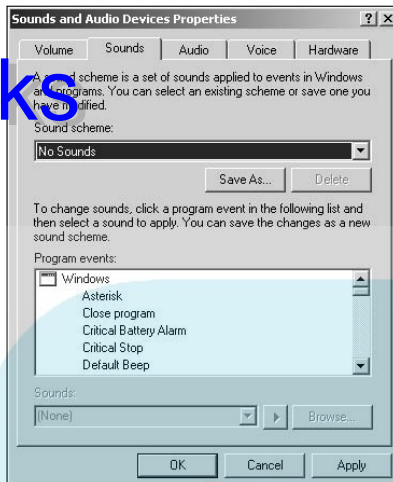 Sounds and Audio Devices Properties
Volume Sounds Audio Voice Hardware
A sound scheme is a set of sounds applied to events in Windows
and programs. You can select an existing scheme or save one you
have modified.
ks
Sound scheme:
No Sounds
Save As... Delete
To change sounds, click a program event in the following list and
then select a sound to apply. You can save the changes as a new
sound scheme.
Program events:
Windows
Asterisk
Close program
Critical Battery Alarm
Critical Stop
Default Beep
Sounds:
(None) Browse...
OK Cancel Apply